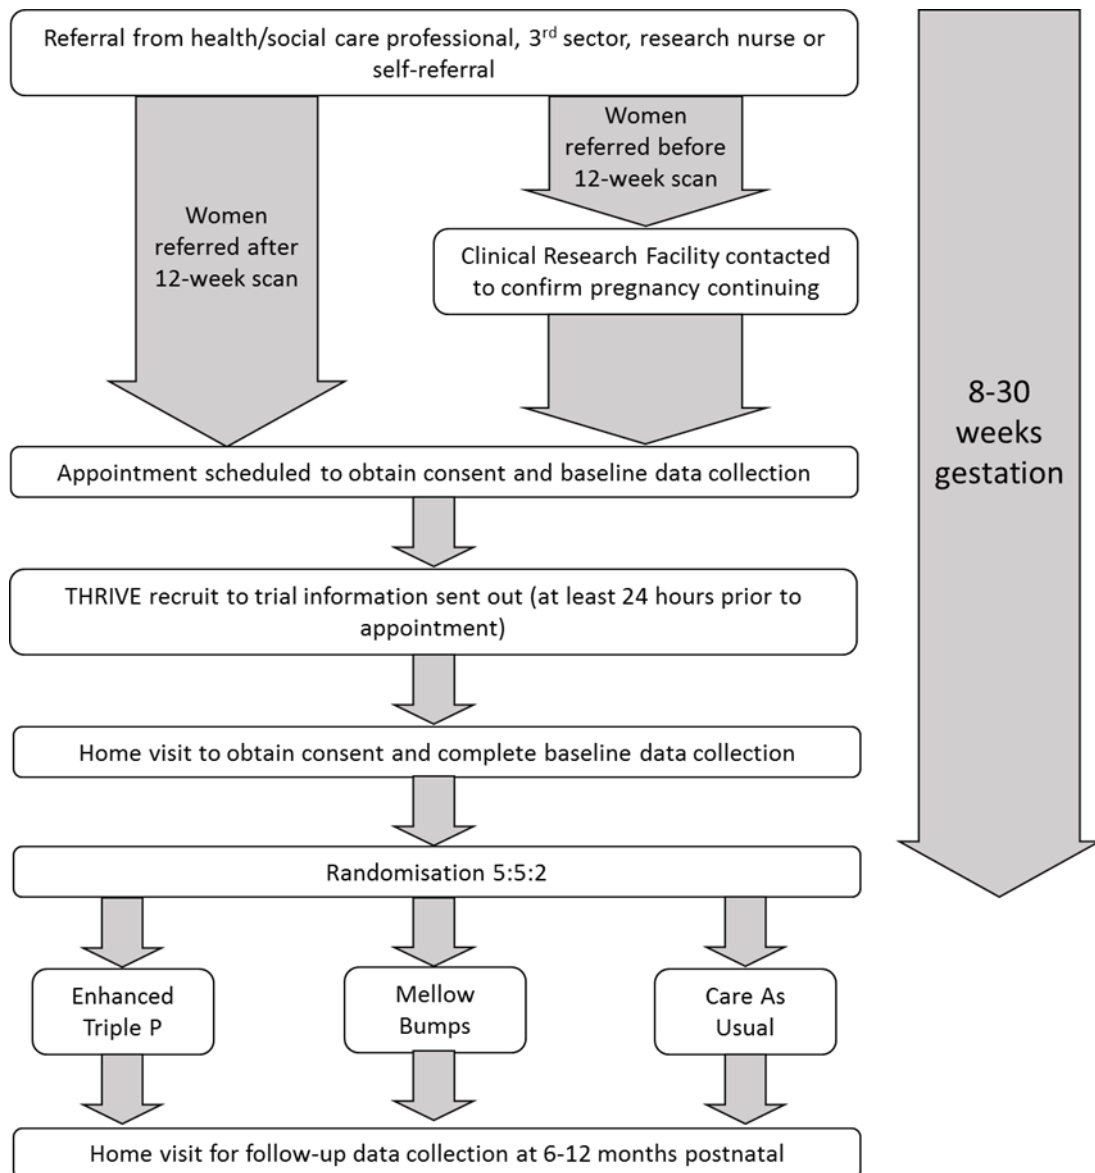 Referral from health/social care professional, 3rd sector, research nurse or
self-referral
Women
referred before
12-week scan
Women
referred after
12-week scan
Clinical Research Facility contacted
to confirm pregnancy continuing
8-30
weeks
gestation
Appointment scheduled to obtain consent and baseline data collection
THRIVE recruit to trial information sent out (at least 24 hours prior to
appointment)
Home visit to obtain consent and complete baseline data collection
Randomisation 5:5:2
Enhanced
Triple P
Mellow
Bumps
Care As
Usual
Home visit for follow-up data collection at 6-12 months postnatal